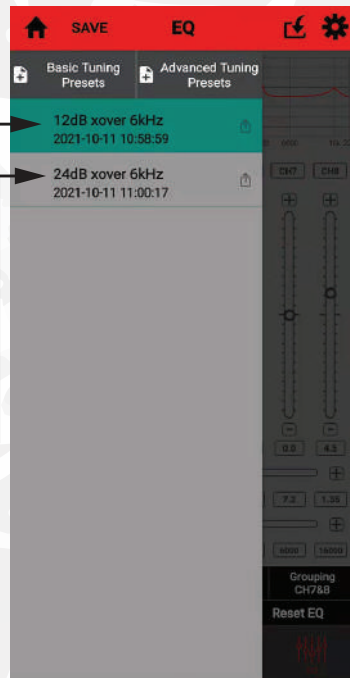 SAVE EQ
Basic Tuning Presets
Advanced Tuning Presets
12dB xover 6kHz
2021-10-11 10:58:59
24dB xover 6kHz
2021-10-11 11:00:17
6000
CH7 CH8
0.0 4.5
7.2
6000 16000
Grouping
CH7&8
Reset EQ